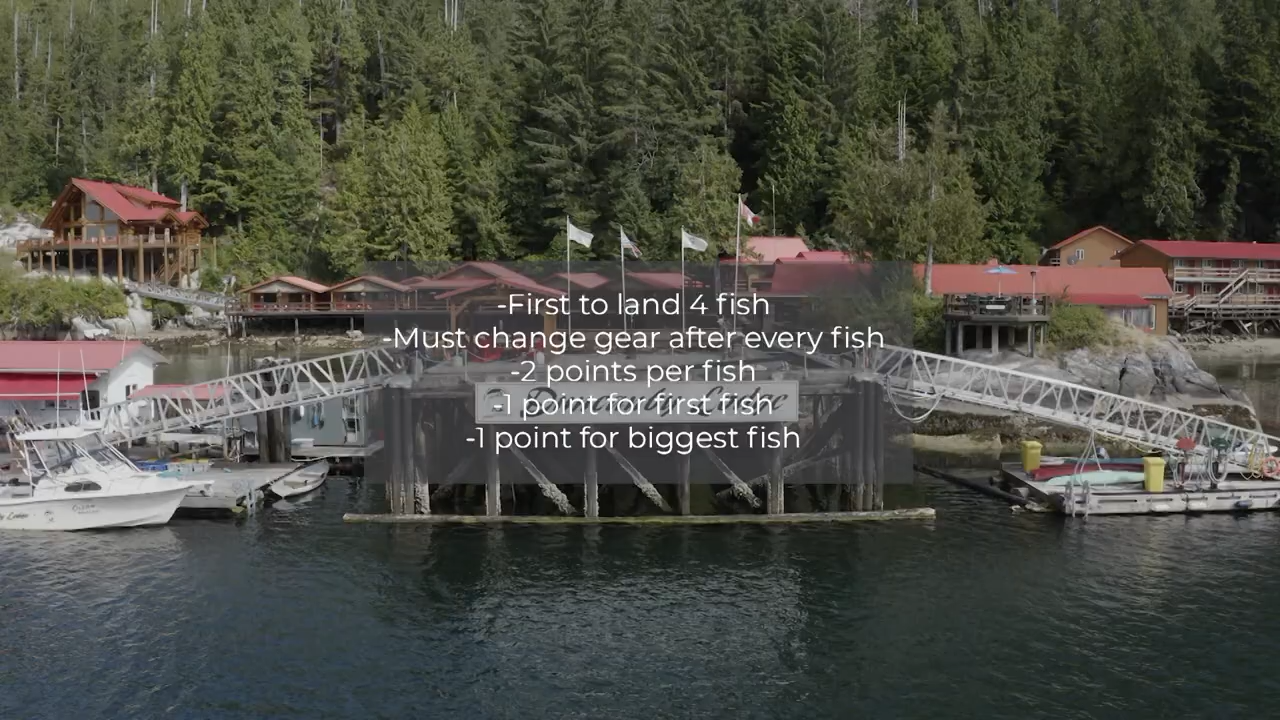 -First to land 4 fish
-Must change gear after every fish
-2 points per fish
-1 point for first fish
-1 point for biggest fish